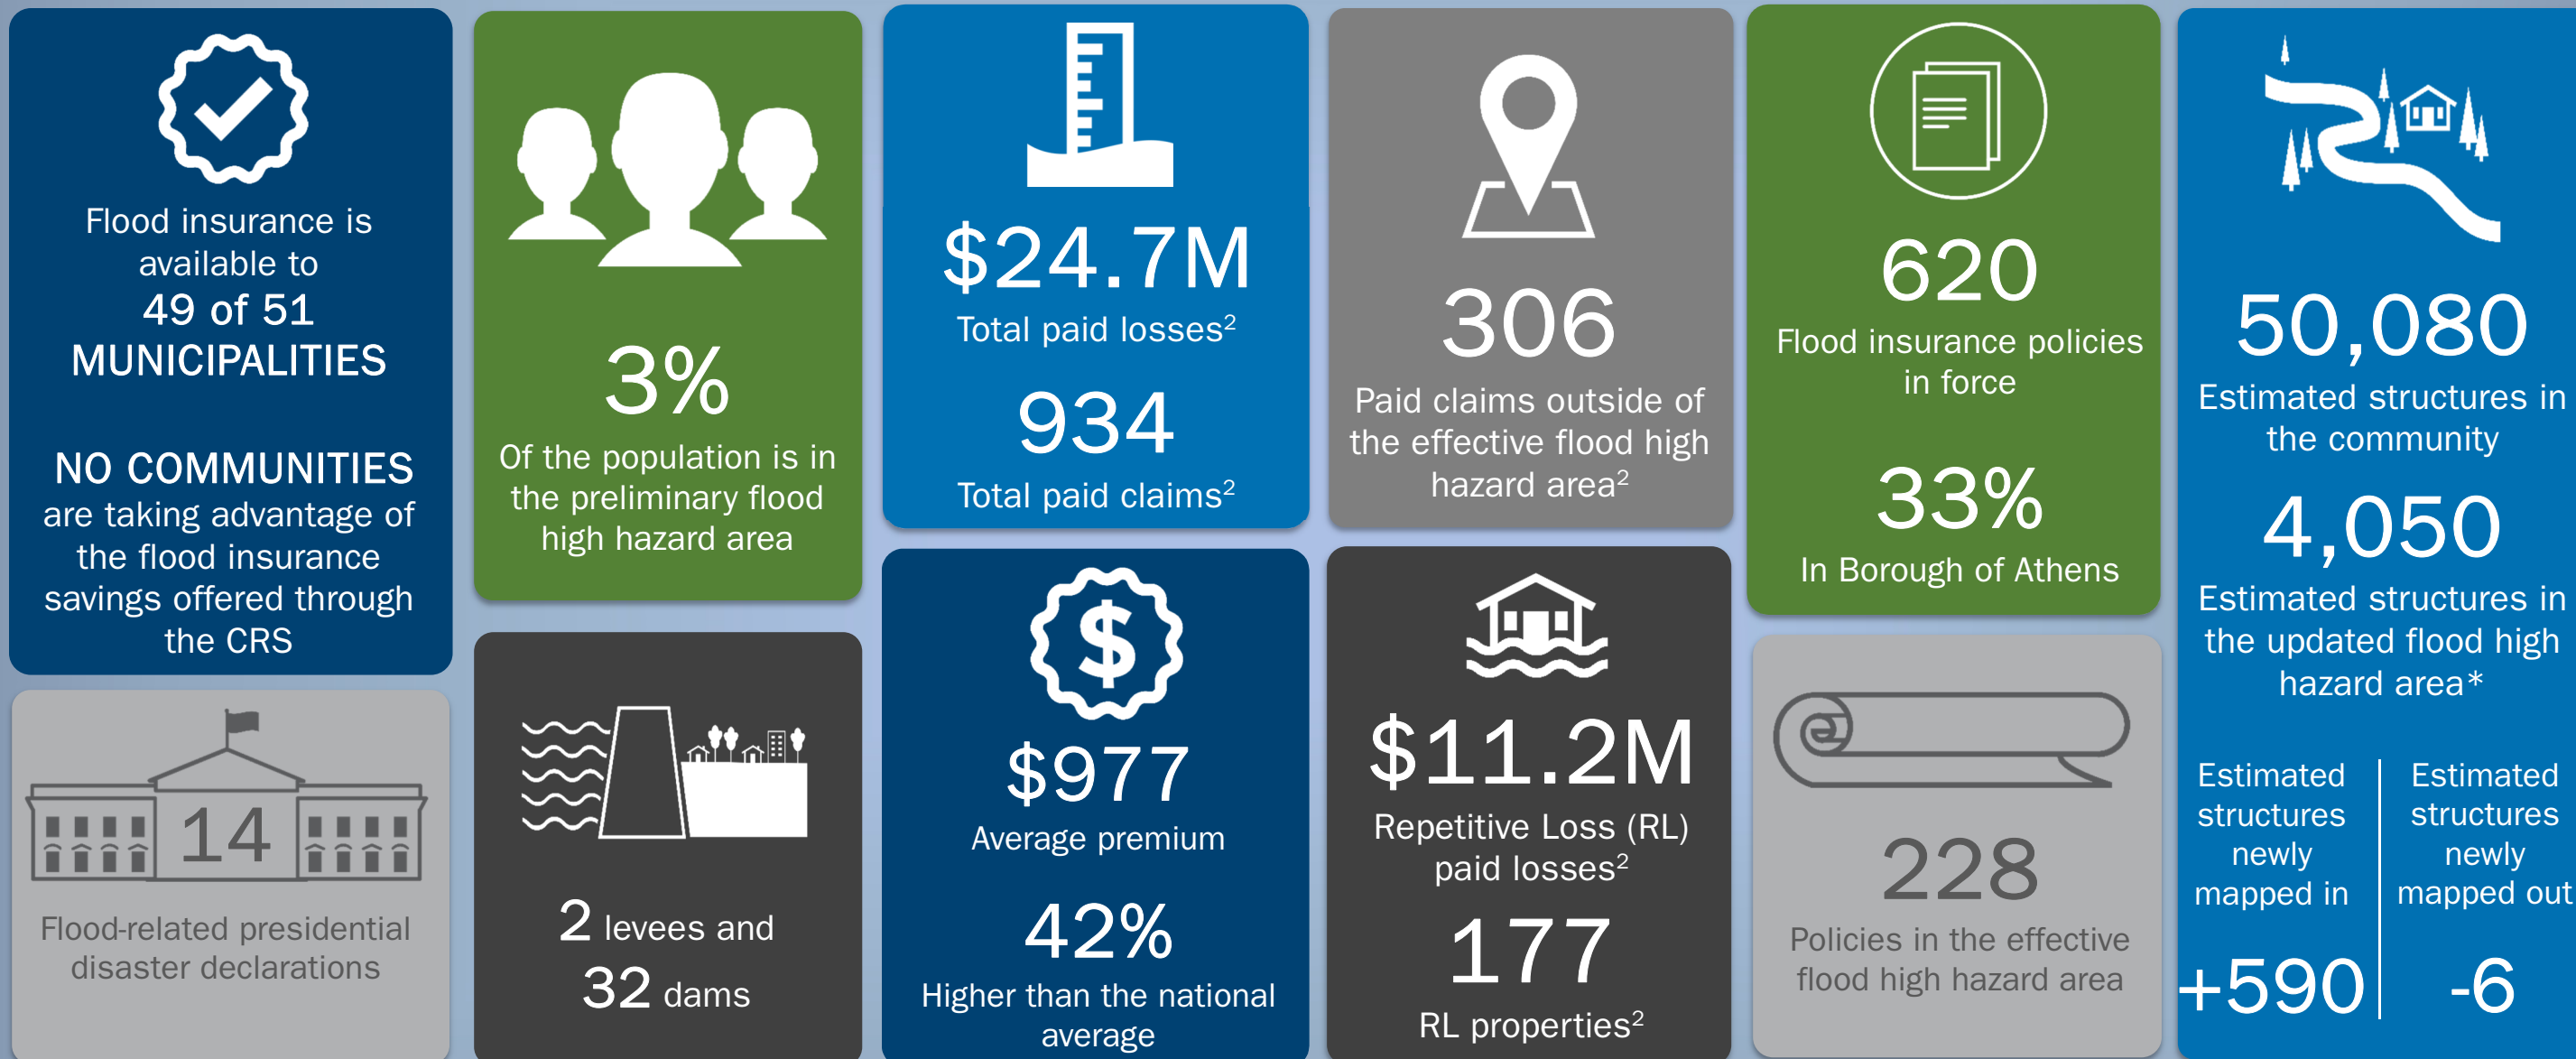 Flood insurance is
available to
49 of 51
MUNICIPALITIES
NO COMMUNITIES
are taking advantage of
the flood insurance
savings offered through
the CRS
14
Flood-related presidential
disaster declarations
3%
Of the population is in
the preliminary flood
high hazard area
2 levees and
32 dams
$24.7M
Total paid losses²
934
Total paid claims²
$
$977
Average premium
42%
Higher than the national
average
306
Paid claims outside of
the effective flood high
hazard area²
$11.2M
Repetitive Loss (RL)
paid losses²
177
RL properties²
620
Flood insurance policies
in force
33%
In Borough of Athens
228
Policies in the effective
flood high hazard area
50,080
Estimated structures in
the community
4,050
Estimated structures in
the updated flood high
hazard area*
Estimated
structures
newly
mapped in
+590
Estimated
structures
newly
mapped out
-6